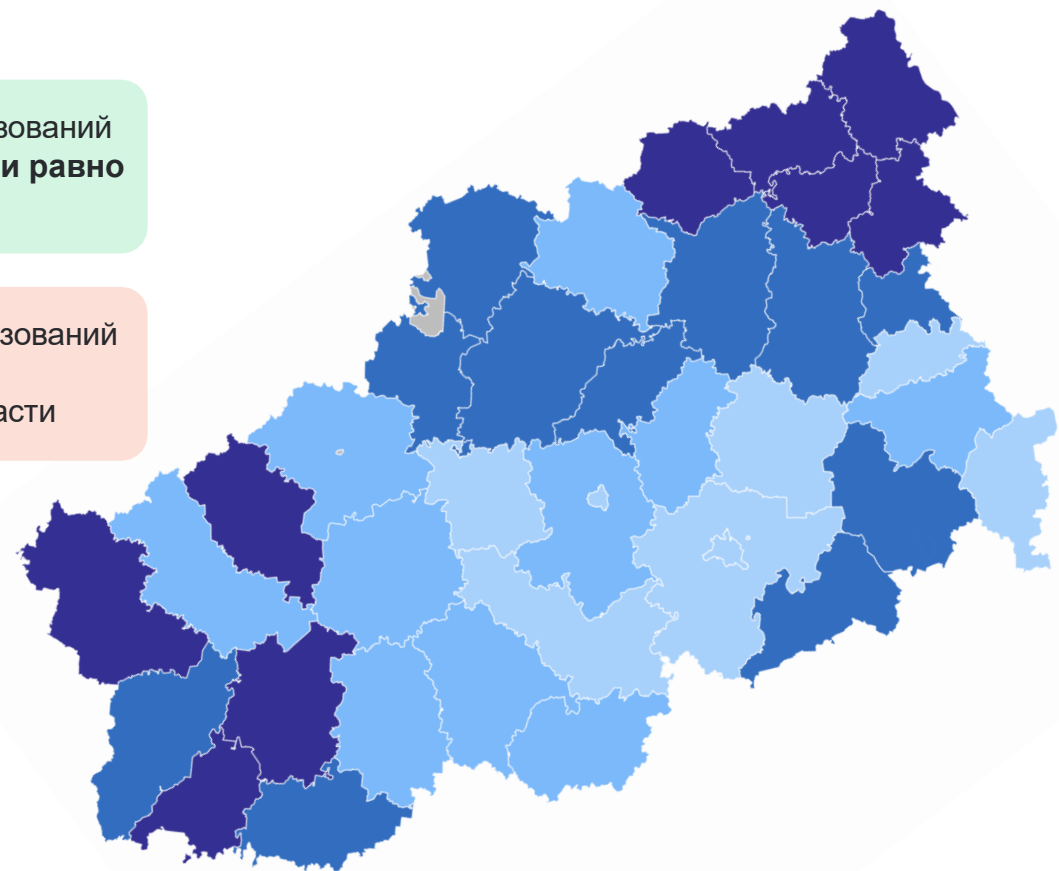 зований
и равно
зований
асти